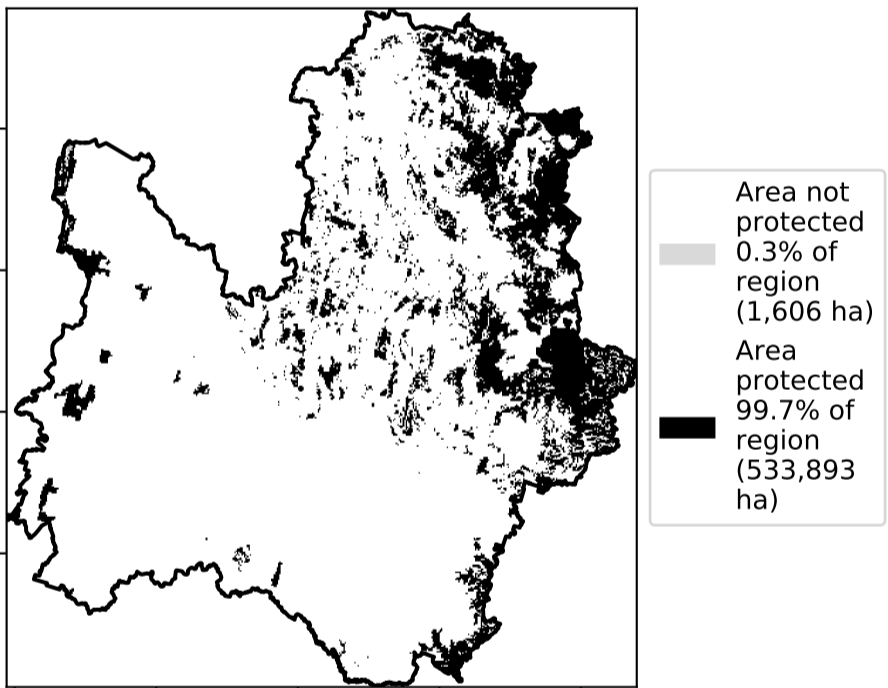 Area not
protected
0.3% of
region
(1,606 ha)
Area
protected
99.7% of
region
(533,893
ha)